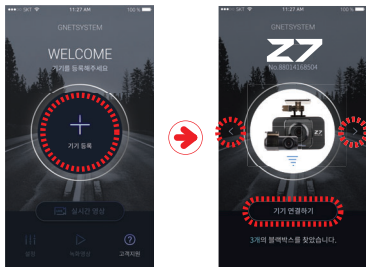 SKT 11:27 AM 100 %
GNETSYSTEM
WELCOME
기기를 등록해주세요
기기 등록
실시간 영상
설정
녹화영상
고객지원
SKT 11:27 AM 100 %
GNETSYSTEM
Z7
No.88014168504
Z7
기기 연결하기
3개의 블랙박스를 찾았습니다.